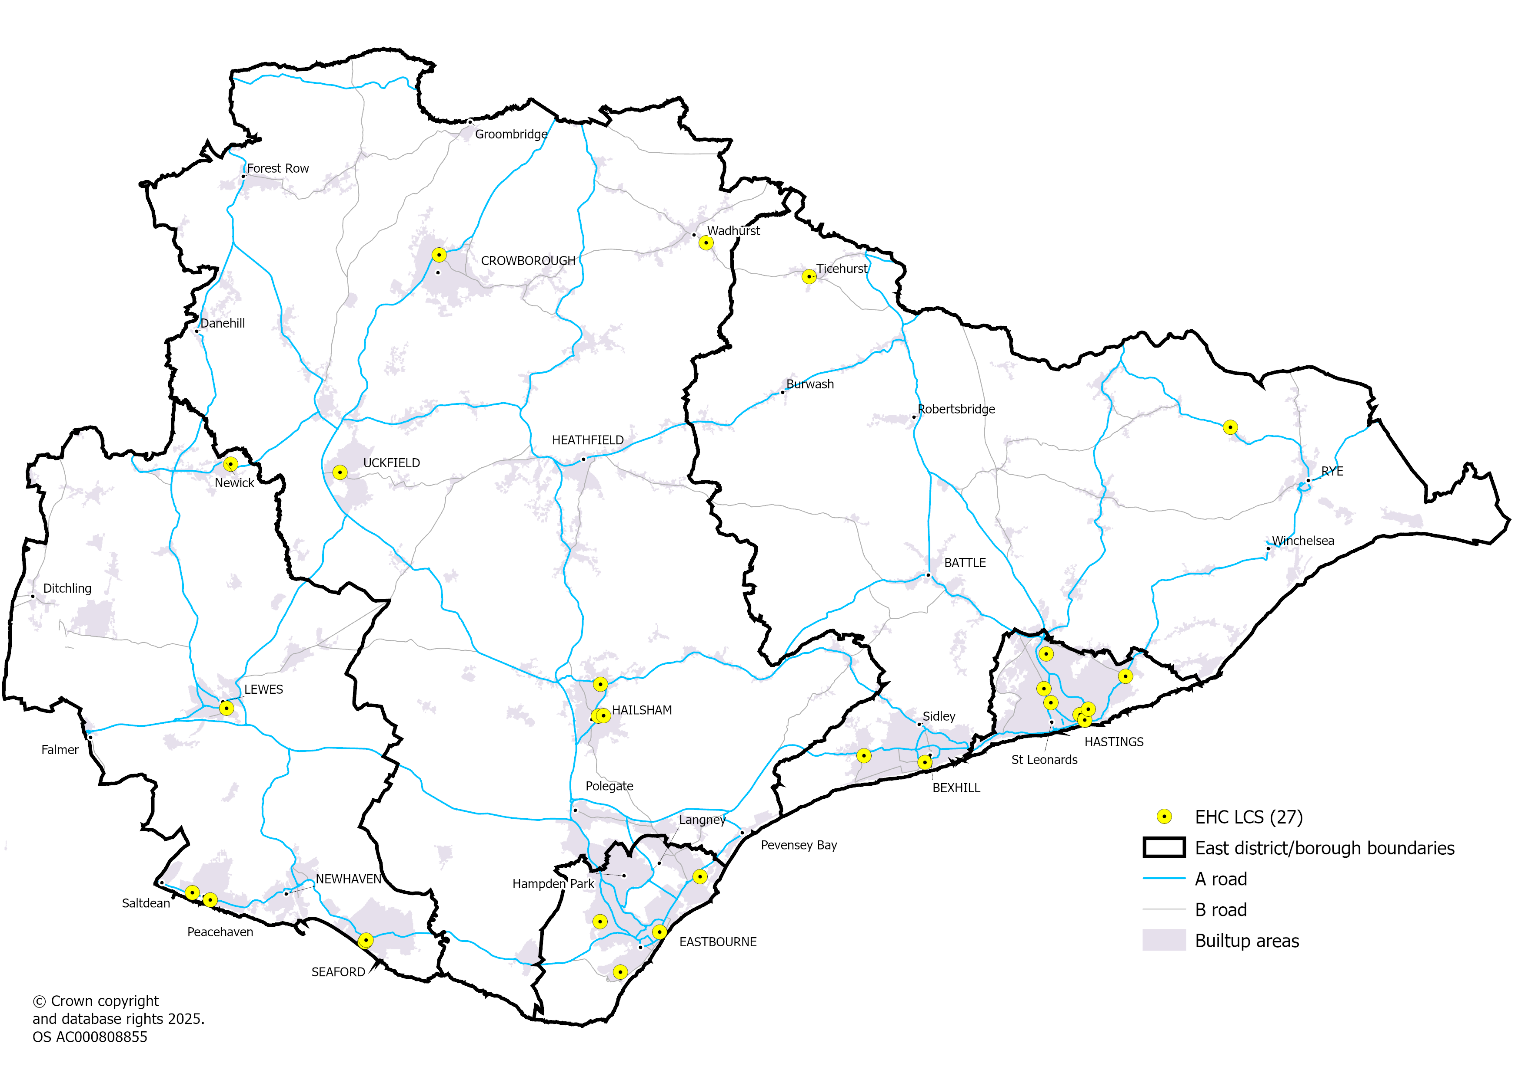 Groombridge
Forest Row
Wadhurst
CROWBOROUGH
Ticehurst
Danehill
Burwash
Robertsbridge
HEATHFIELD
UCKFIELD
RYE
Newick
Winchelsea
BATTLE
Ditchling
LEWES
HAILSHAM
Sidley
HASTINGS
Falmer
St Leonards
Polegate
BEXHILL
Langney
Pevensey Bay
NEWHAVEN
Hampden Park
Saltdean
Peacehaven
EASTBOURNE
SEAFORD
EHC LCS (27)
East district/borough boundaries
A road
B road
Builtup areas
© Crown copyright
and database rights 2025.
OS AC000808855